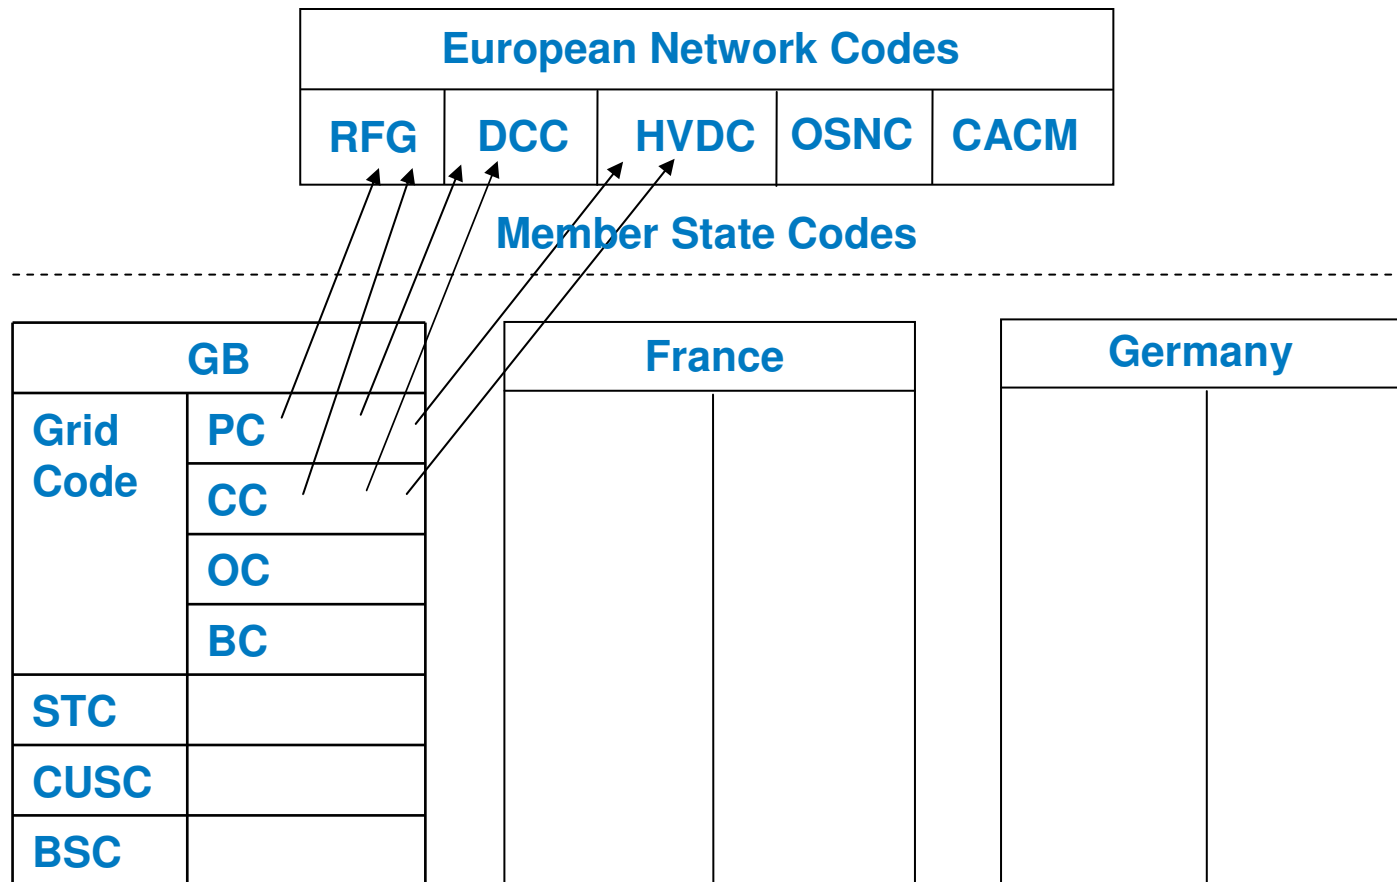 European Network Codes
RFG DCC HVDC OSNC CACM
Member State Codes
GB France Germany
Grid PC
Code CC
OC
BC
STC
CUSC
BSC